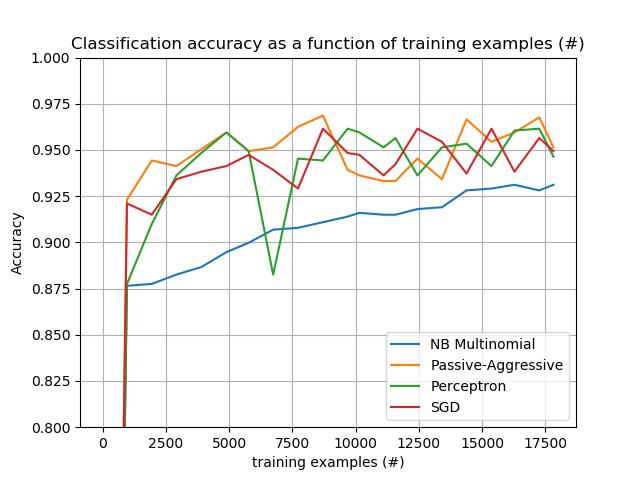 Classification accuracy as a function of training examples (#)
1.000
0.975
0.950
0.925
0.900
0.875
0.850
0.825
0.800
Accuracy
NB Multinomial
Passive-Aggressive
Perceptron
SGD
0 2500 5000 7500 10000 12500 15000 17500
training examples (#)